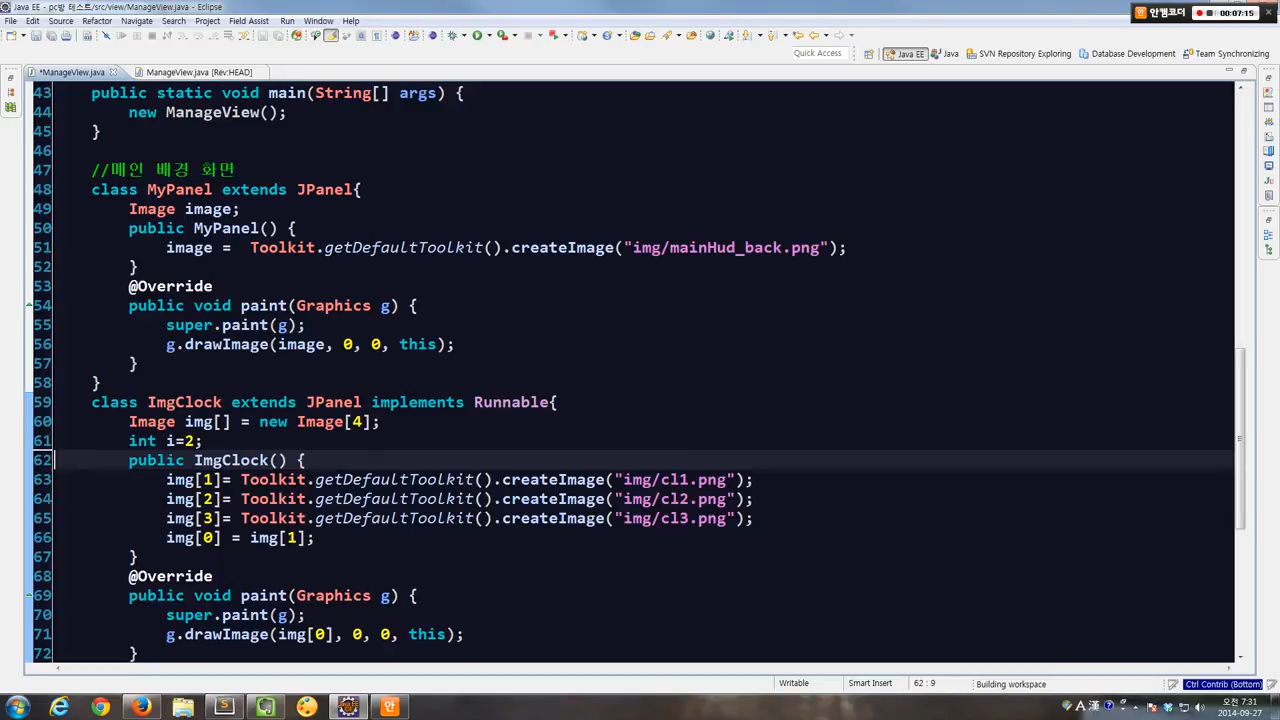 Java EE - pc방 테스트/src/view/ManageView.java - Eclipse
안캠코더 00:07:15
File Edit Source Refactor Navigate Search Project Scripts Field Assist Run Window Help
Quick Access Java EE Java SVN Repository Exploring Database Development Team Synchronizing
*ManageView.java ManageView.java [Rev:HEAD]
43 public static void main(String[] args) {
44 new ManageView();
45 }
46
47 //메인 배경 화면
48 class MyPanel extends JPanel{
49 Image image;
50 public MyPanel() {
51 image = Toolkit.getDefaultToolkit().createImage("img/mainHud_back.png");
52 }
53 @Override
54 public void paint(Graphics g) {
55 super.paint(g);
56 g.drawImage(image, 0, 0, this);
57 }
58 }
59 class ImgClock extends JPanel implements Runnable{
60 Image img[] = new Image[4];
61 int i=2;
62 public ImgClock() {
63 img[1]= Toolkit.getDefaultToolkit().createImage("img/cl1.png");
64 img[2]= Toolkit.getDefaultToolkit().createImage("img/cl2.png");
65 img[3]= Toolkit.getDefaultToolkit().createImage("img/cl3.png");
66 img[0] = img[1];
67 }
68 @Override
69 public void paint(Graphics g) {
70 super.paint(g);
71 g.drawImage(img[0], 0, 0, this);
72 }
Writable Smart Insert 62 : 9 Building workspace Ctrl Contrib (Bottom)
안 A 漢 오전 7:31
2014-09-27